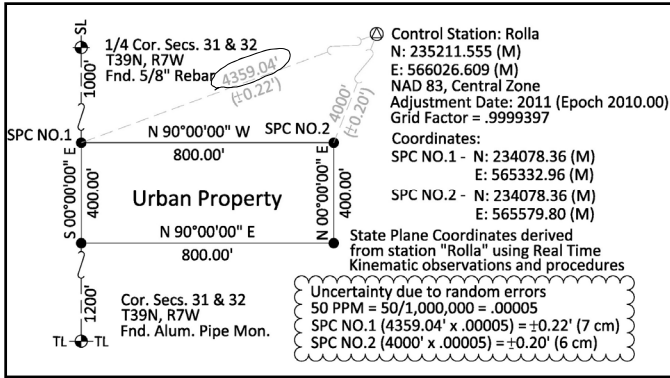 SL
1/4 Cor. Secs. 31 & 32
T39N, R7W
Fnd. 5/8" Rebar
1000'
4359.04'
(±0.22')
4000'
(±0.20')
Control Station: Rolla
N: 235211.555 (M)
E: 566026.609 (M)
NAD 83, Central Zone
Adjustment Date: 2011 (Epoch 2010.00)
Grid Factor = .9999397
Coordinates:
SPC NO.1 - N: 234078.36 (M)
E: 565332.96 (M)
SPC NO.2 - N: 234078.36 (M)
E: 565579.80 (M)
State Plane Coordinates derived
from station "Rolla" using Real Time
Kinematic observations and procedures
SPC NO.1
N 90°00'00" W
SPC NO.2
800.00'
S 00°00'00" E
400.00'
Urban Property
N 00°00'00" E
400.00'
N 90°00'00" E
800.00'
1200'
Cor. Secs. 31 & 32
T39N, R7W
Fnd. Alum. Pipe Mon.
TL TL
Uncertainty due to random errors
50 PPM = 50/1,000,000 = .00005
SPC NO.1 (4359.04' x .00005) = ±0.22' (7 cm)
SPC NO.2 (4000' x .00005) = ±0.20' (6 cm)